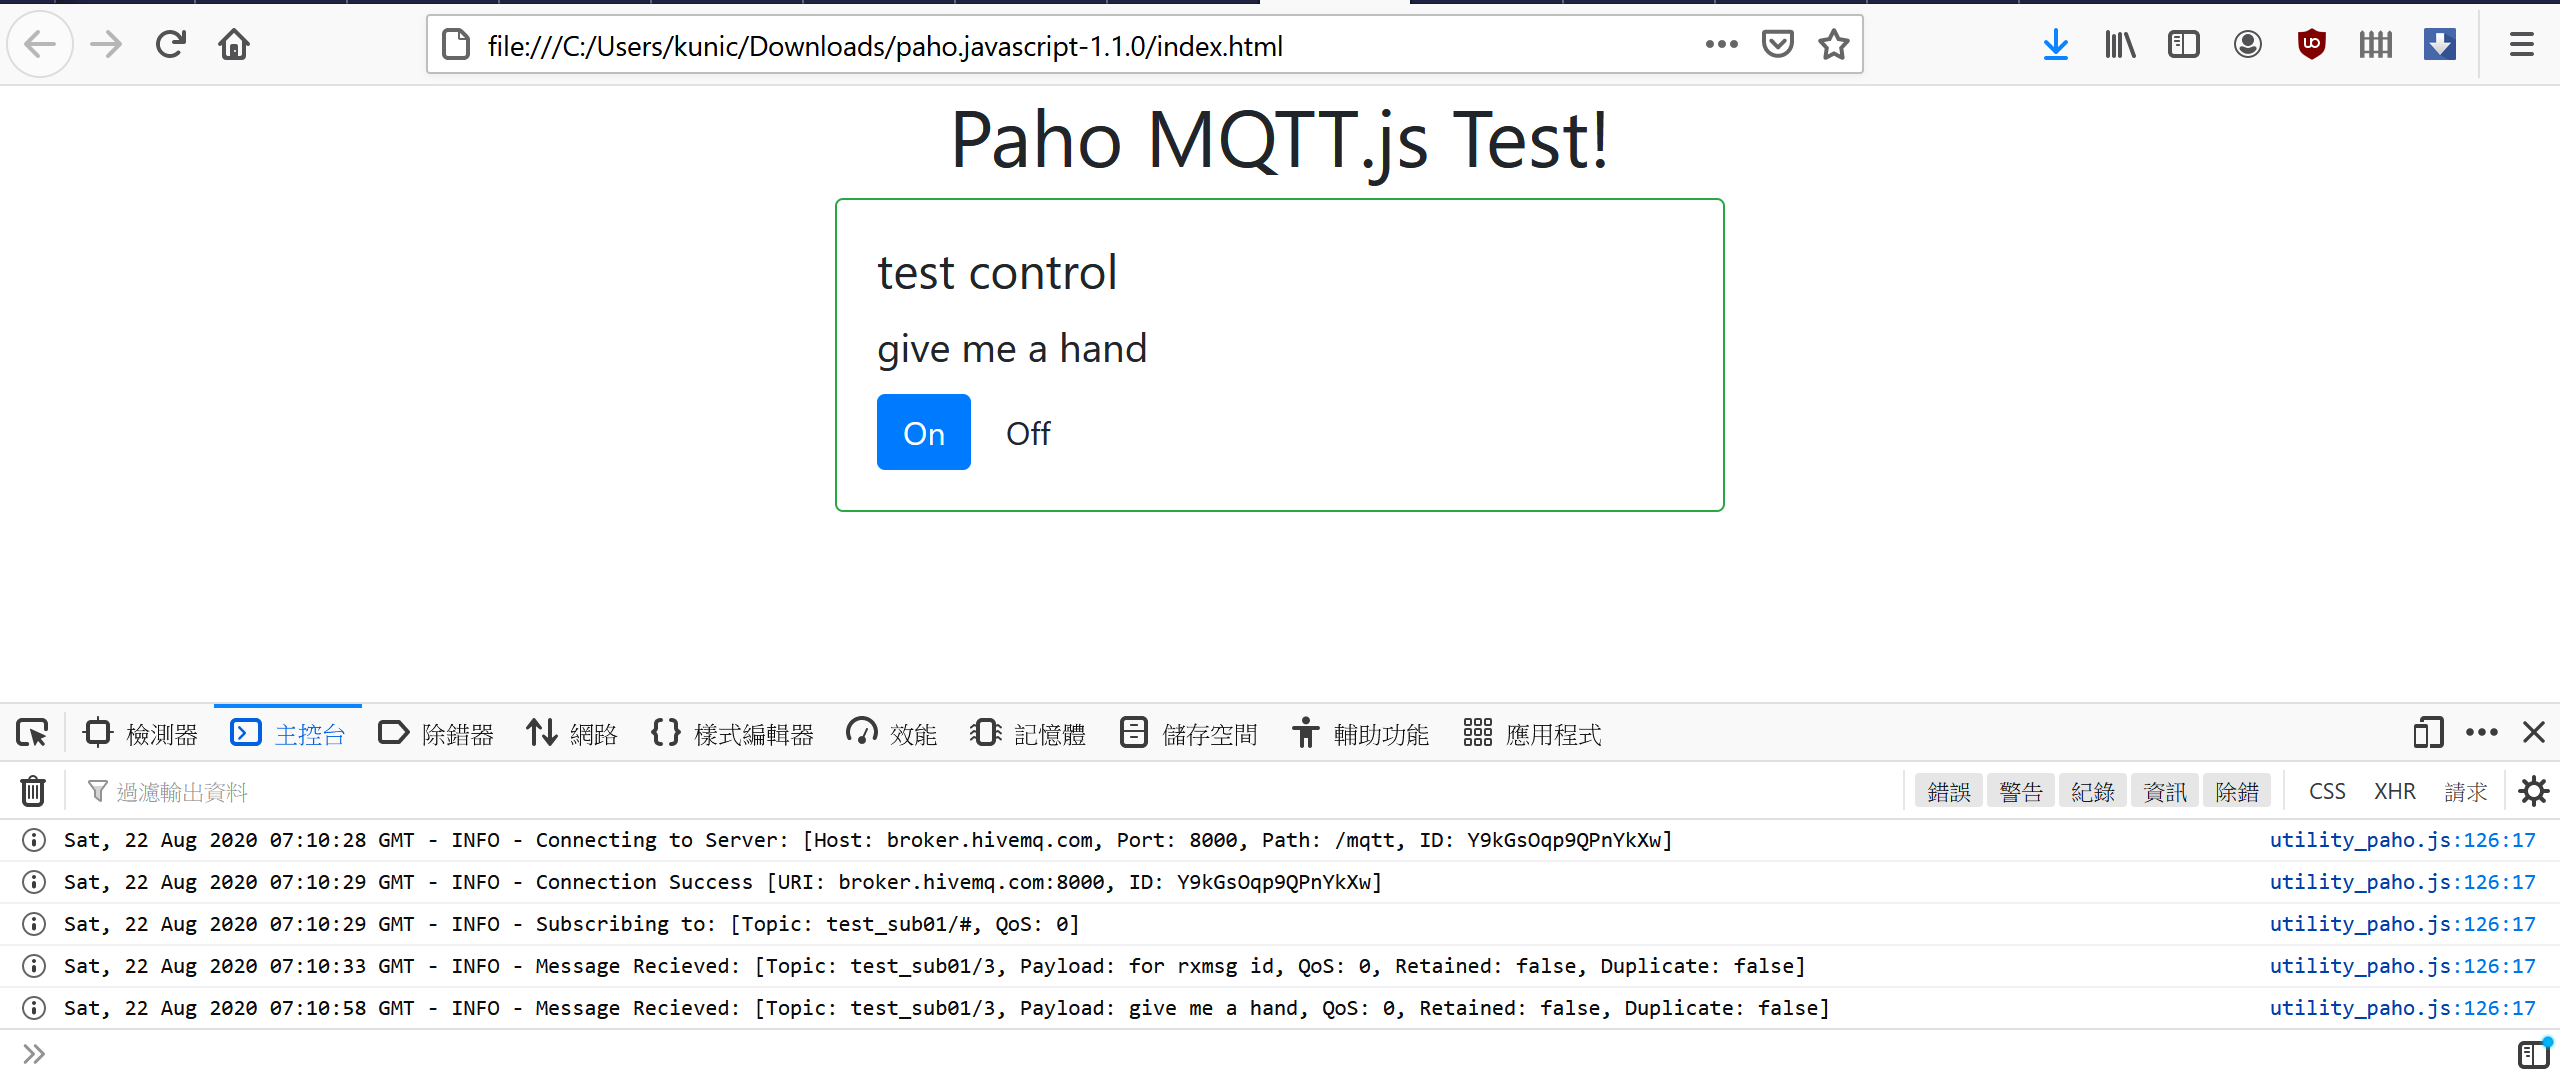 file:///C:/Users/kunic/Downloads/paho.javascript-1.1.0/index.html
Paho MQTT.js Test!
test control
give me a hand
On Off
檢測器 主控台 除錯器 網路 樣式編輯器 效能 記憶體 儲存空間 輔助功能 應用程式
過濾輸出資料 錯誤 警告 紀錄 資訊 除錯 CSS XHR 請求
Sat, 22 Aug 2020 07:10:28 GMT - INFO - Connecting to Server: [Host: broker.hivemq.com, Port: 8000, Path: /mqtt, ID: Y9kGsOqp9QPnYkXw] utility_paho.js:126:17
Sat, 22 Aug 2020 07:10:29 GMT - INFO - Connection Success [URI: broker.hivemq.com:8000, ID: Y9kGsOqp9QPnYkXw] utility_paho.js:126:17
Sat, 22 Aug 2020 07:10:29 GMT - INFO - Subscribing to: [Topic: test_sub01/#, QoS: 0] utility_paho.js:126:17
Sat, 22 Aug 2020 07:10:33 GMT - INFO - Message Recieved: [Topic: test_sub01/3, Payload: for rxmsg id, QoS: 0, Retained: false, Duplicate: false] utility_paho.js:126:17
Sat, 22 Aug 2020 07:10:58 GMT - INFO - Message Recieved: [Topic: test_sub01/3, Payload: give me a hand, QoS: 0, Retained: false, Duplicate: false] utility_paho.js:126:17